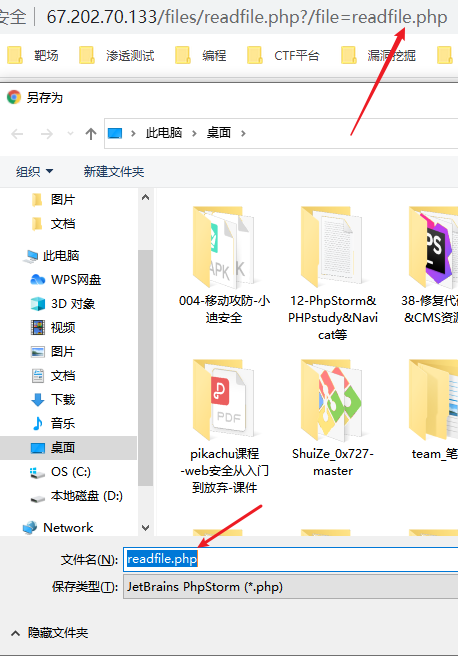 安全 67.202.70.133/files/readfile.php?/file=readfile.php
靶场 渗透测试 编程 CTF平台 漏洞挖掘
另存为
此电脑 桌面
组织 新建文件夹
图片
文档
此电脑
WPS网盘
3D 对象
视频
图片
文档
下载
音乐
桌面
OS (C:)
本地磁盘 (D:)
Network
004-移动攻防-小
迪安全
12-PhpStorm&
PHPstudy&Navi
cat等
38-修复代码
&CMS资源
pikachu课程
-web安全从入门
到放弃-课件
ShuiZe_0x727-
master
team_笔
文件名(N): readfile.php
保存类型(T): JetBrains PhpStorm (*.php)
隐藏文件夹